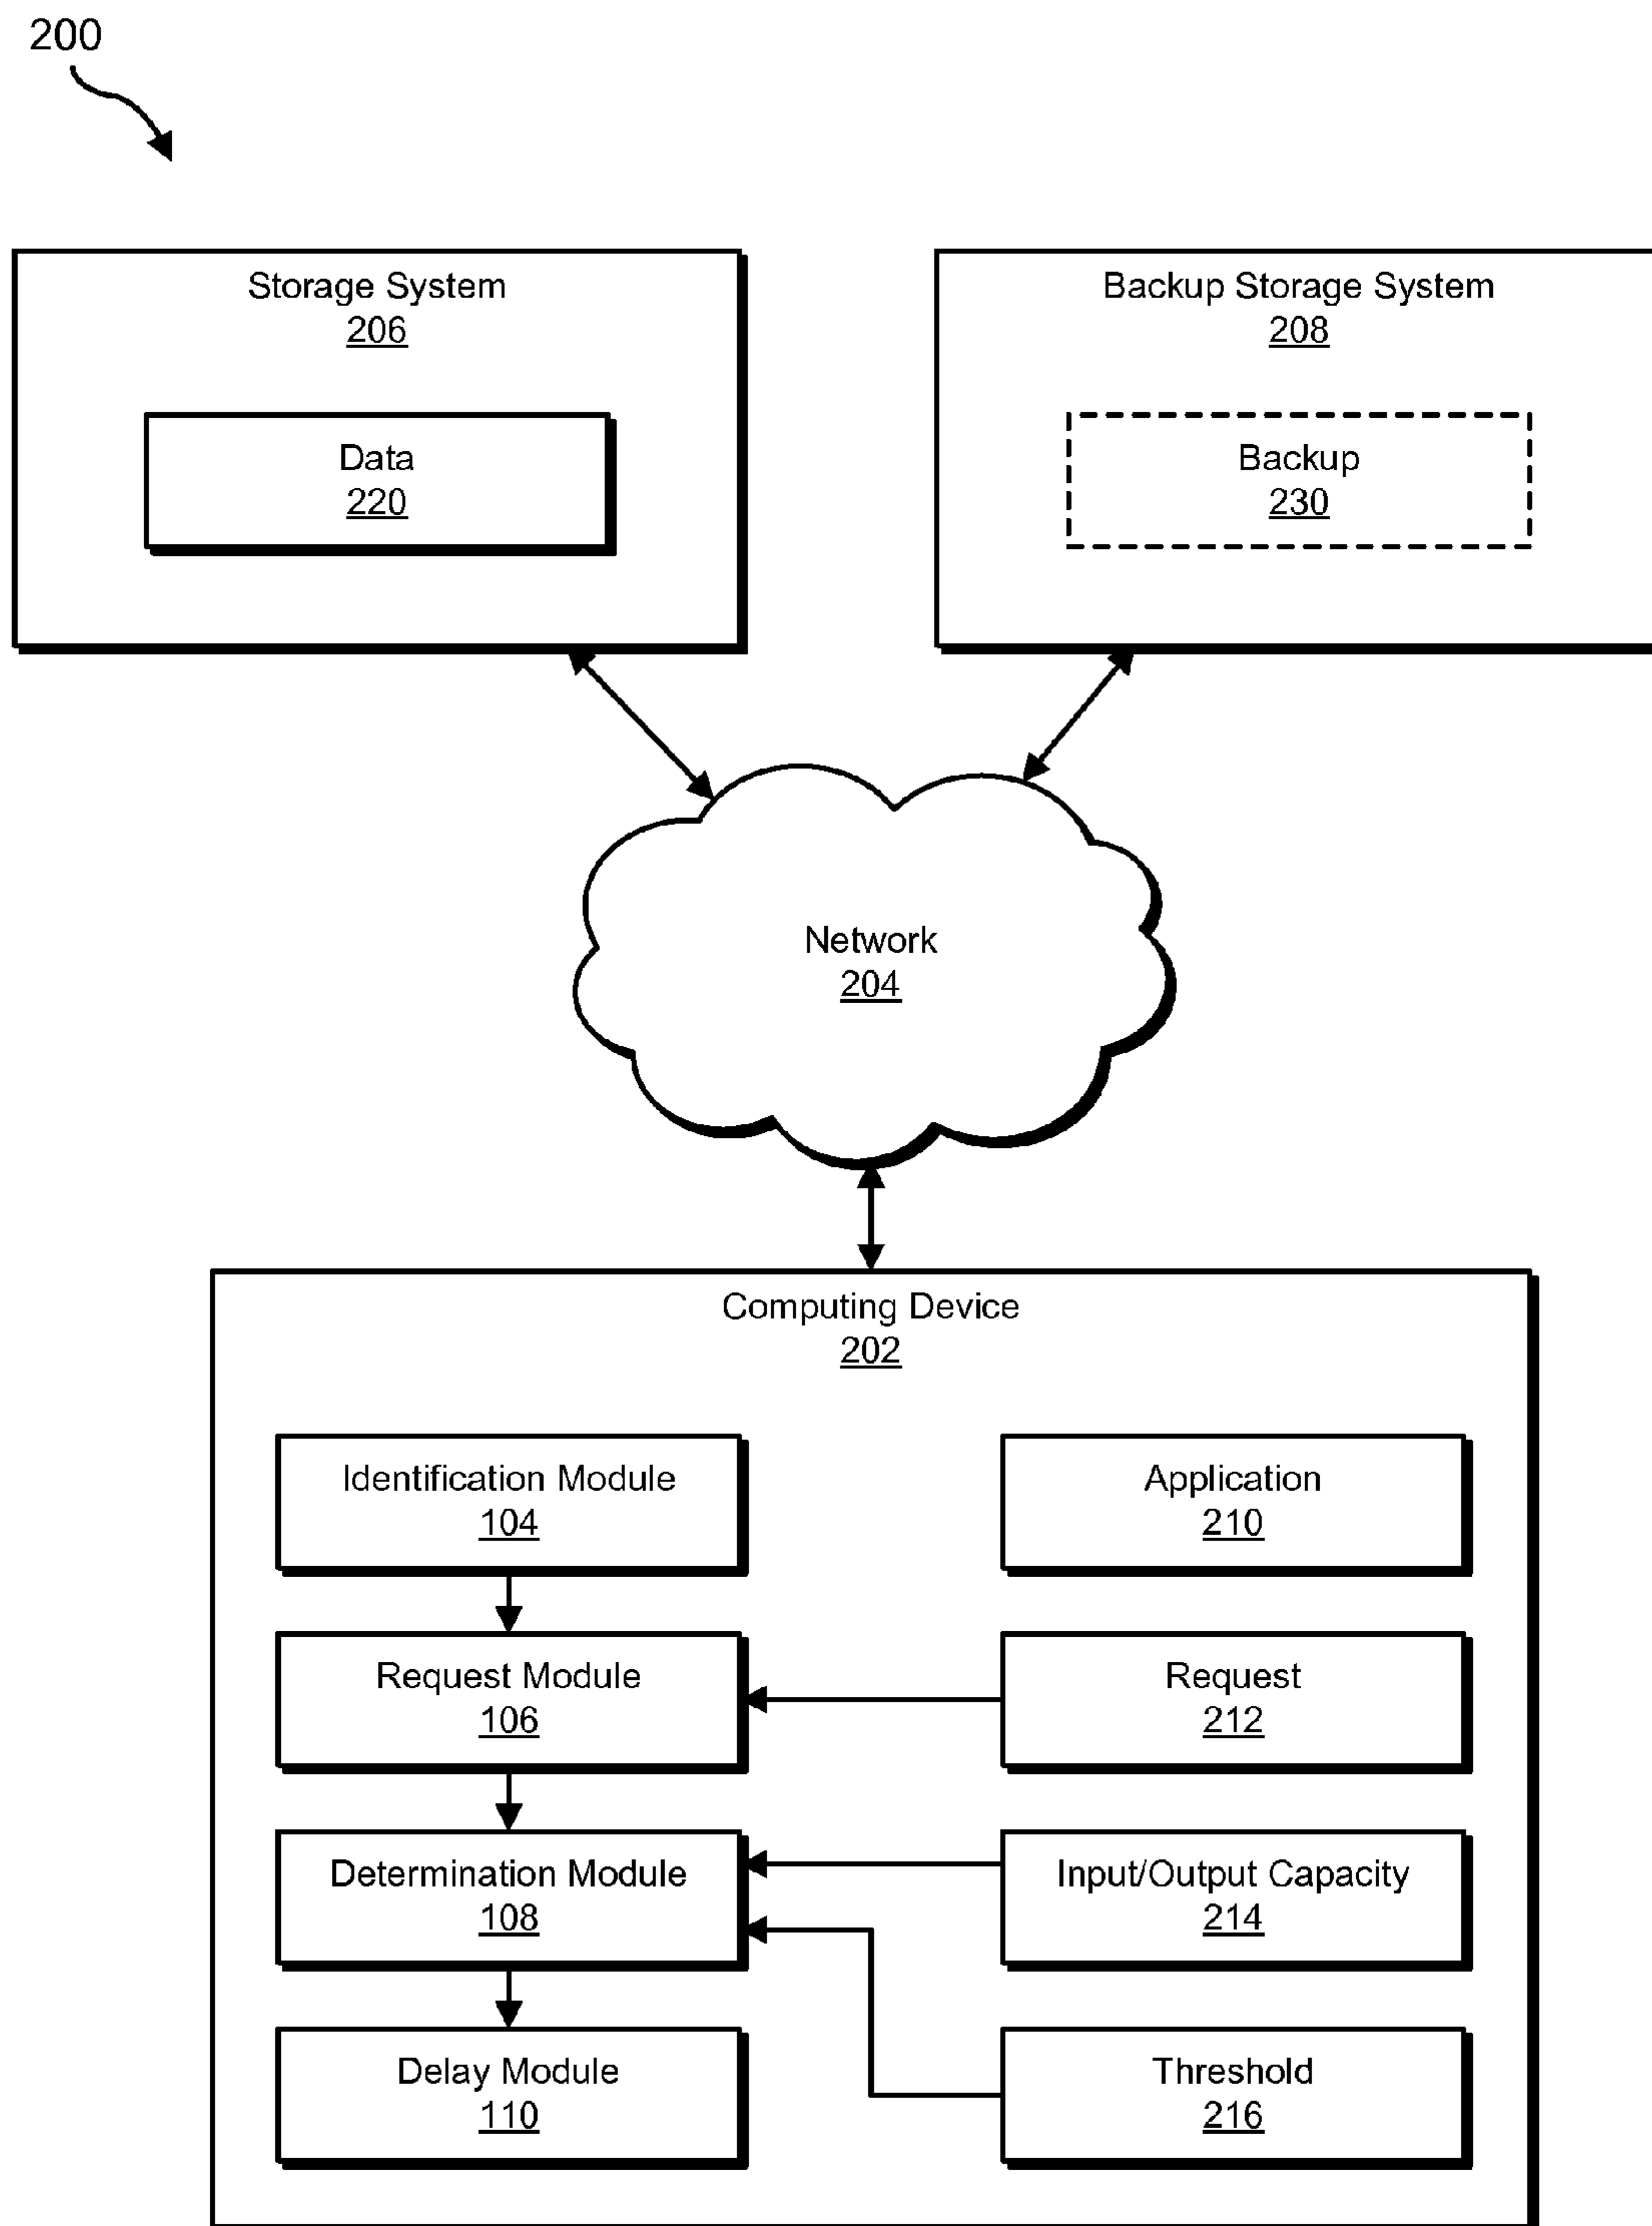 200
Storage System
206
Data
220
Backup Storage System
208
Backup
230
Network
204
Computing Device
202
Identification Module
104
Application
210
Request Module
106
Request
212
Determination Module
108
Input/Output Capacity
214
Delay Module
110
Threshold
216